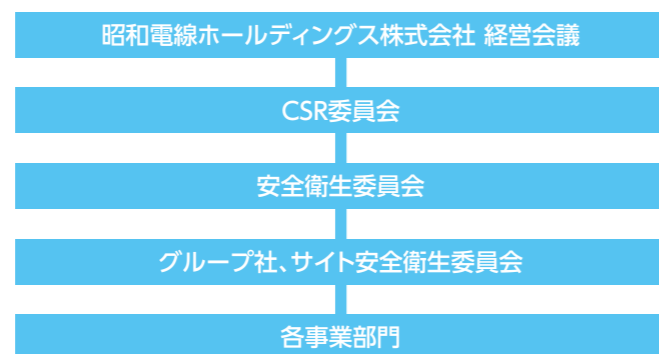 昭和電線ホールディングス株式会社 経営会議
CSR委員会
安全衛生委員会
グループ社、サイト安全衛生委員会
各事業部門